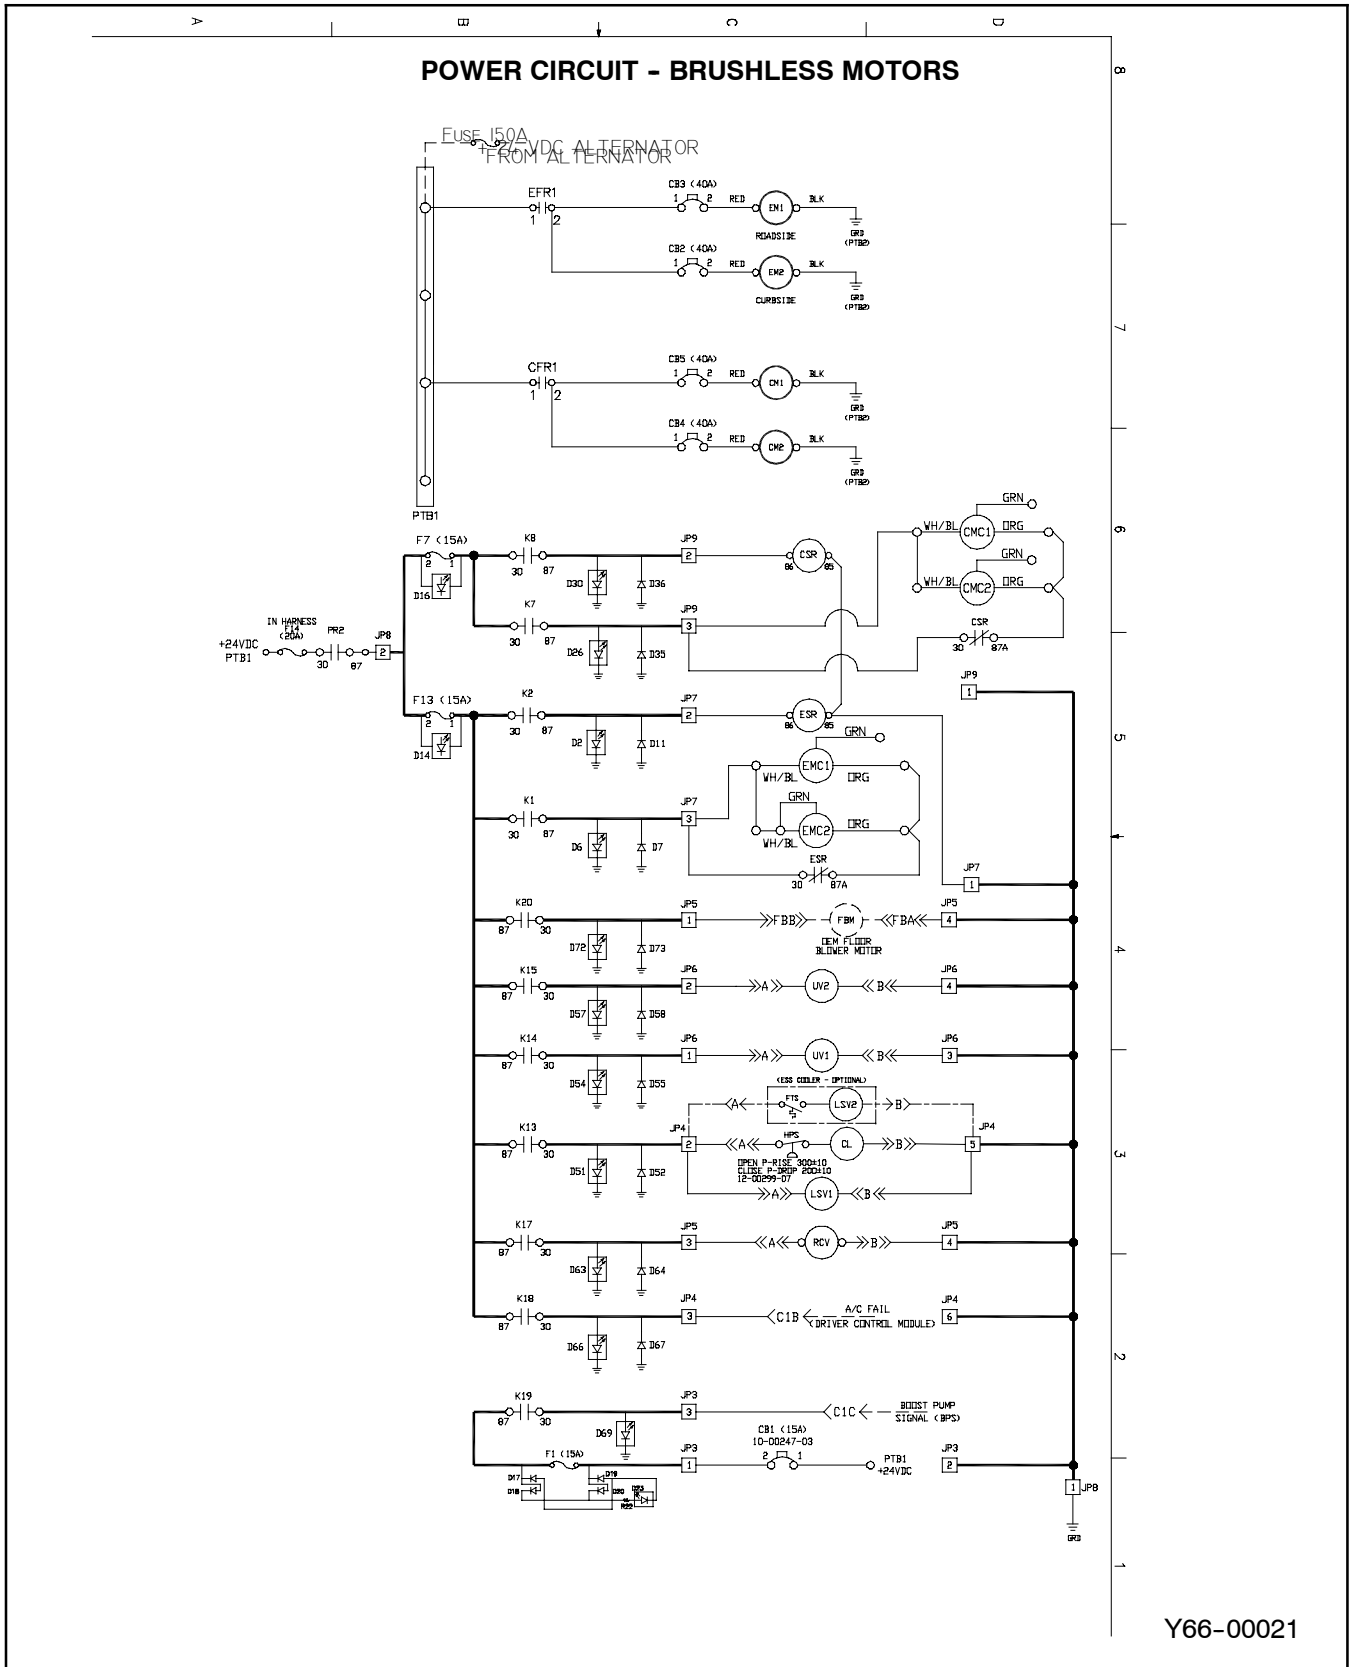 A B C D
POWER CIRCUIT - BRUSHLESS MOTORS
8
Fuse 150A
+ 24 VDC ALTERNATOR
FROM ALTERNATOR
EFR1
1 2
CB3 (40A)
1 2 RED EM1 BLK
ROADSIDE
GRD
(PTB2)
CB2 (40A)
1 2 RED EM2 BLK
CURBSIDE
GRD
(PTB2)
7
CFR1
1 2
CB5 (40A)
1 2 RED CM1 BLK
GRD
(PTB2)
CB4 (40A)
1 2 RED CM2 BLK
GRD
(PTB2)
PTB1
6
GRN
WH/BL CMC1 ORG
GRN
WH/BL CMC2 ORG
F7 (15A)
2 1
D16
K8
30 87
D30 D36
JP9
2
CSR
86 85
K7
30 87
D26 D35
JP9
3
CSR
30 87A
IN HARNESS
F14
(20A)
+24VDC
PTB1
PR2
30 87
JP8
2
JP9
1
F13 (15A)
2 1
D14
K2
30 87
D2 D11
JP7
2
ESR
86 85
5
GRN
EMC1
WH/BL ORG
K1
30 87
D6 D7
JP7
3
GRN
EMC2 ORG
WH/BL
ESR
30 87A
JP7
1
K20
87 30
D72 D73
JP5
1
FBB FBM FBA
OEM FLOOR
BLOWER MOTOR
JP5
4
4
K15
87 30
D57 D58
JP6
2
A UV2 B
JP6
4
K14
87 30
D54 D55
JP6
1
A UV1 B
JP6
3
(ESS COOLER - OPTIONAL)
A FTS LSV2 B
3
K13
87 30
D51 D52
JP4
2
A HPS CL B
JP4
5
OPEN P-RISE 300±10
CLOSE P-DROP 200±10
12-00299-07
A LSV1 B
K17
87 30
D63 D64
JP5
3
A RCV B
JP5
4
K18
87 30
D66 D67
JP4
3
C1B A/C FAIL
(DRIVER CONTROL MODULE)
JP4
6
2
K19
87 30
D69
JP3
3
C1C BOOST PUMP
SIGNAL (BPS)
F1 (15A)
D17 D19
D18 D20
JP3
1
CB1 (15A)
10-00247-03
2 1
PTB1
+24VDC
JP3
2
1 JP8
GRD
1
Y66-00021